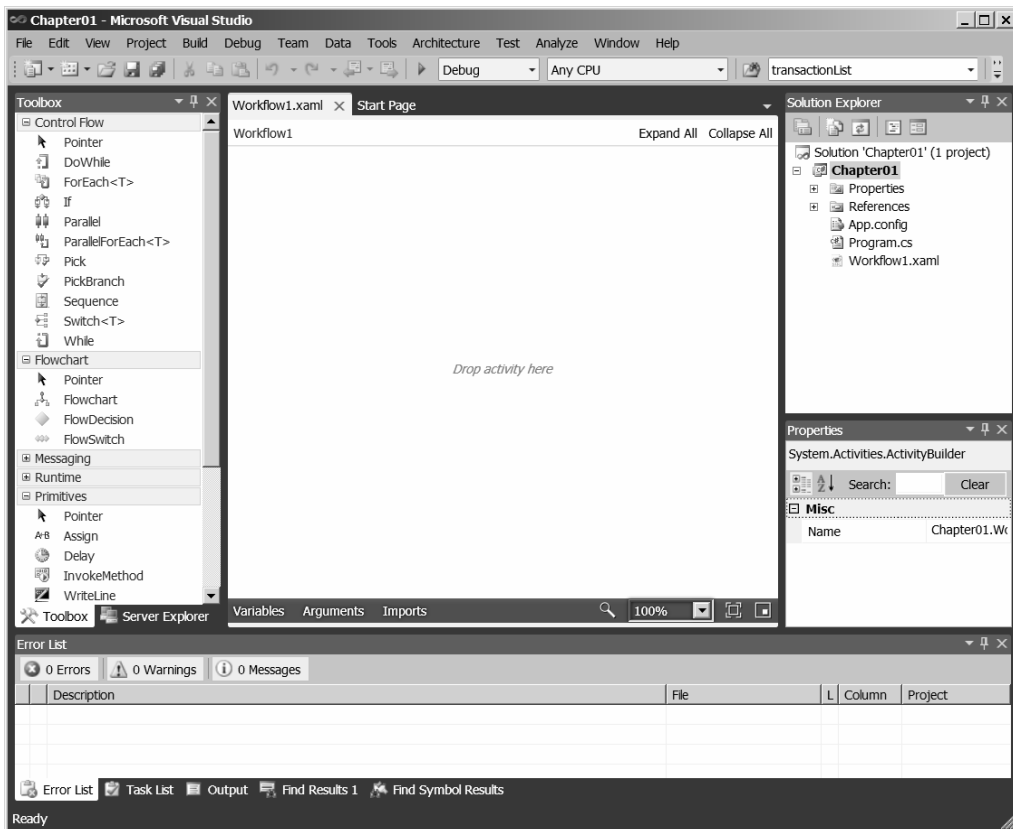 Chapter01 - Microsoft Visual Studio
File Edit View Project Build Debug Team Data Tools Architecture Test Analyze Window Help
Debug Any CPU transactionList
Toolbox
Control Flow
Pointer
DoWhile
ForEach<T>
If
Parallel
ParallelForEach<T>
Pick
PickBranch
Sequence
Switch<T>
While
Flowchart
Pointer
Flowchart
FlowDecision
FlowSwitch
Messaging
Runtime
Primitives
Pointer
A+B Assign
Delay
InvokeMethod
WriteLine
Toolbox Server Explorer
Workflow1.xaml Start Page
Workflow1 Expand All Collapse All
Drop activity here
Variables Arguments Imports 100%
Solution Explorer
Solution 'Chapter01' (1 project)
Chapter01
Properties
References
App.config
Program.cs
Workflow1.xaml
Properties
System.Activities.ActivityBuilder
Search: Clear
Misc
Name Chapter01.Wo
Error List
0 Errors 0 Warnings 0 Messages
Description File L Column Project
Error List Task List Output Find Results 1 Find Symbol Results
Ready